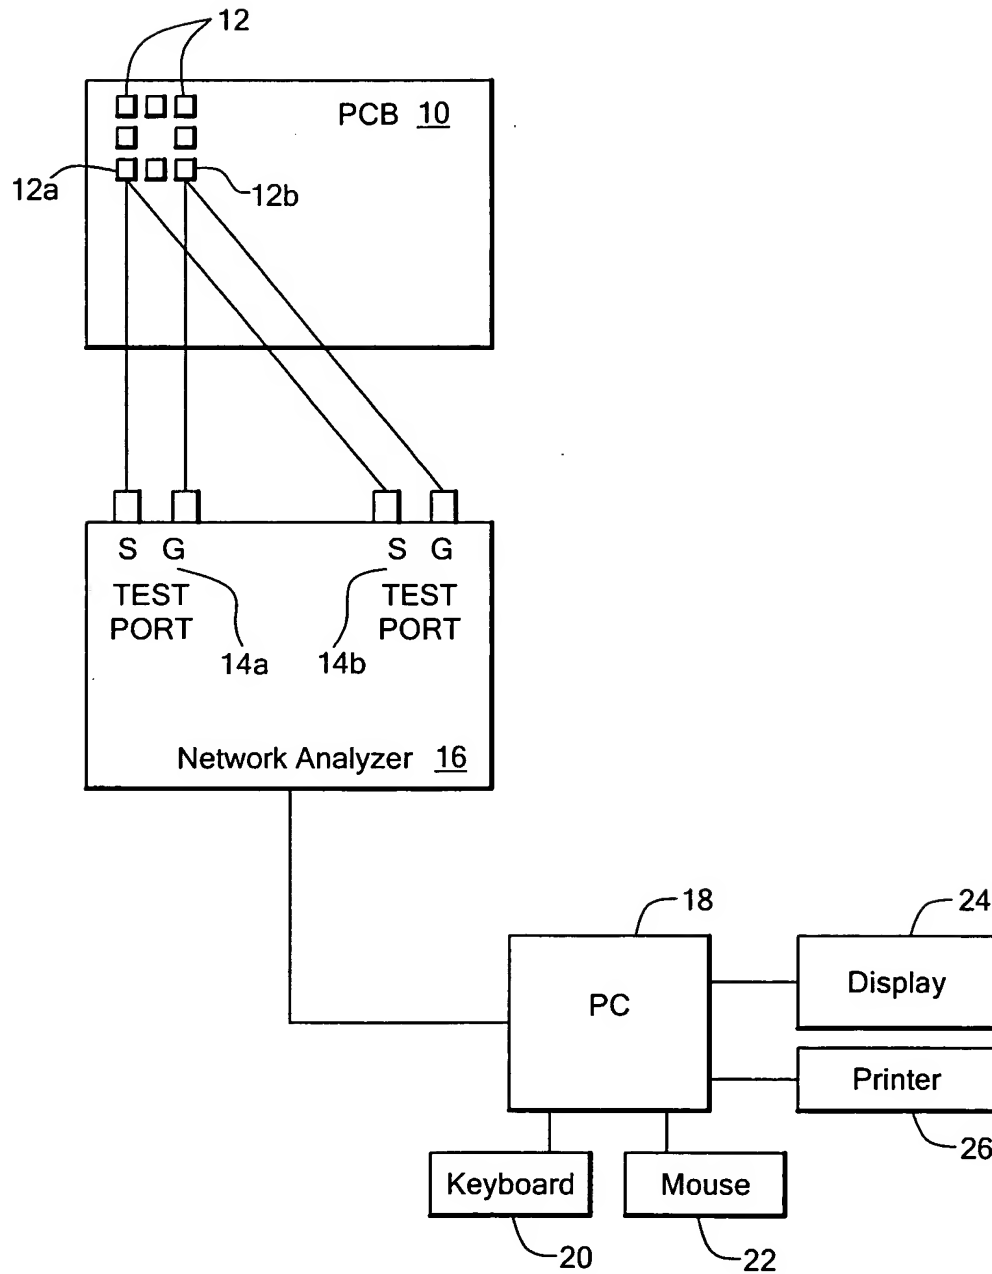 12
PCB 10
12a
12b
S G
S G
TEST
PORT
TEST
PORT
14a
14b
Network Analyzer 16
18
24
PC
Display
Printer
26
Keyboard
Mouse
20
22